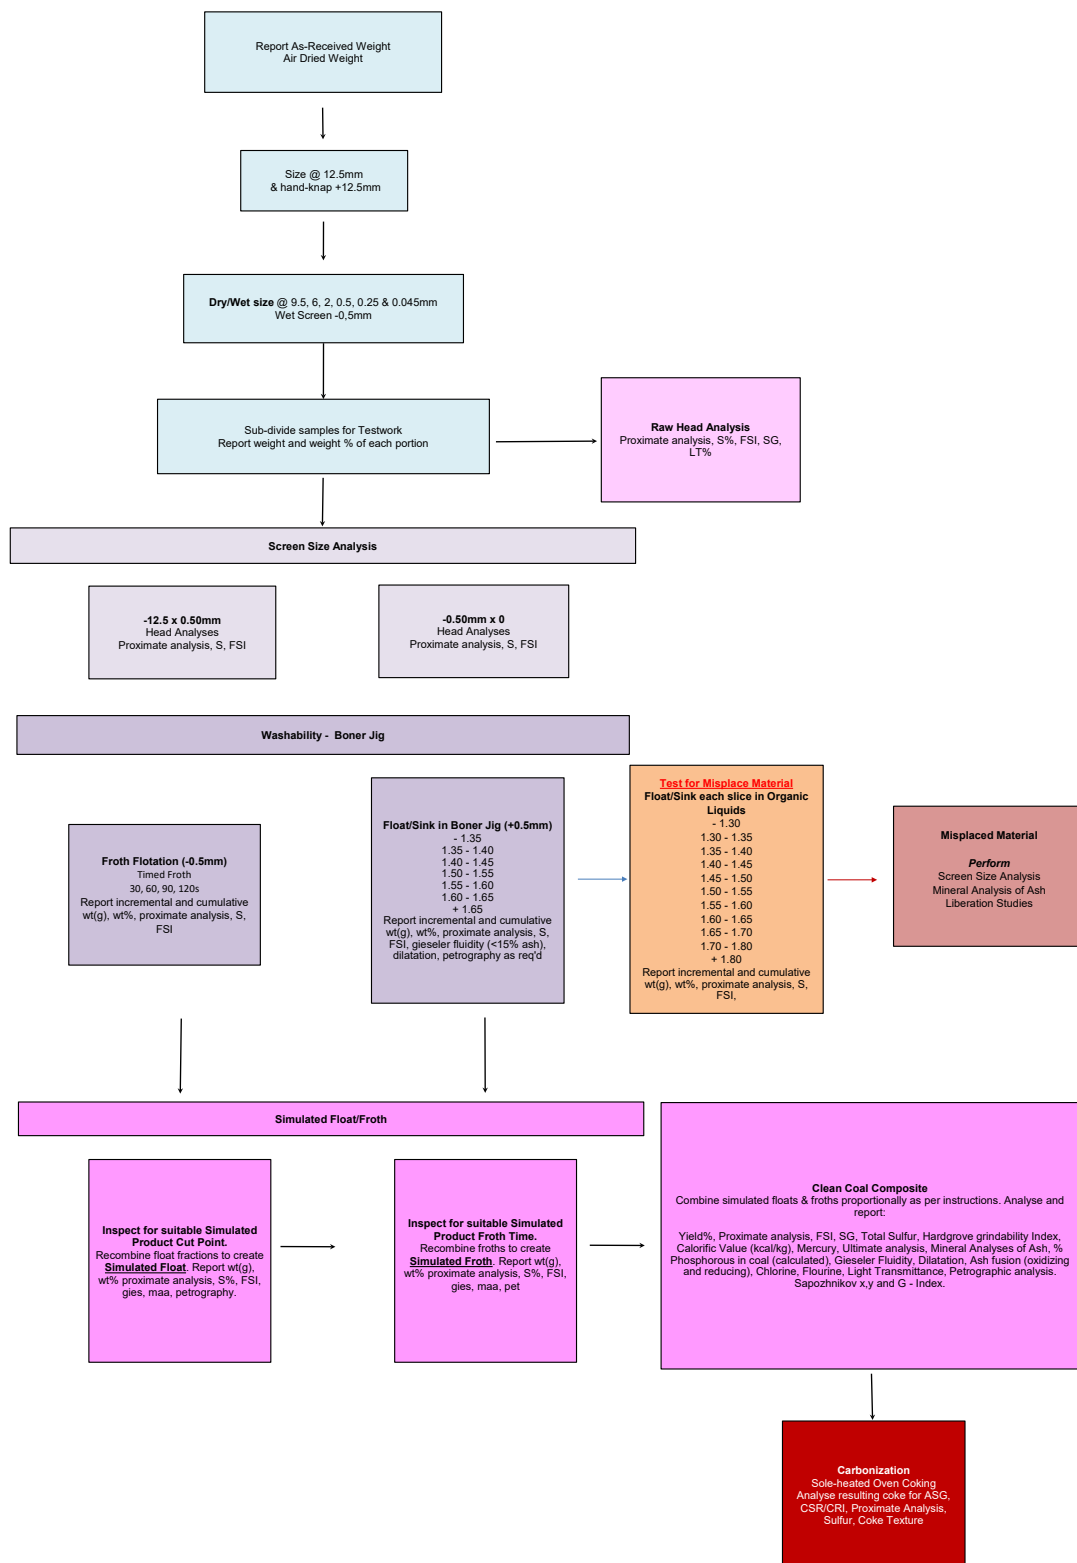 Report As-Received Weight
Air Dried Weight
Size @ 12.5mm
& hand-knap +12.5mm
Dry/Wet size @ 9.5, 6, 2, 0.5, 0.25 & 0.045mm
Wet Screen -0,5mm
Sub-divide samples for Testwork
Report weight and weight % of each portion
Raw Head Analysis
Proximate analysis, S%, FSI, SG,
LT%
Screen Size Analysis
-12.5 x 0.50mm
Head Analyses
Proximate analysis, S, FSI
-0.50mm x 0
Head Analyses
Proximate analysis, S, FSI
Washability - Boner Jig
Froth Flotation (-0.5mm)
Timed Froth
30, 60, 90, 120s
Report incremental and cumulative
wt(g), wt%, proximate analysis, S,
FSI
Float/Sink in Boner Jig (+0.5mm)
- 1.35
1.35 - 1.40
1.40 - 1.45
1.50 - 1.55
1.55 - 1.60
1.60 - 1.65
+ 1.65
Report incremental and cumulative
wt(g), wt%, proximate analysis, S,
FSI, gieseler fluidity (<15% ash),
dilatation, petrography as req'd
Test for Misplace Material
Float/Sink each slice in Organic
Liquids
- 1.30
1.30 - 1.35
1.35 - 1.40
1.40 - 1.45
1.45 - 1.50
1.50 - 1.55
1.55 - 1.60
1.60 - 1.65
1.65 - 1.70
1.70 - 1.80
+ 1.80
Report incremental and cumulative
wt(g), wt%, proximate analysis, S,
FSI,
Misplaced Material
Perform
Screen Size Analysis
Mineral Analysis of Ash
Liberation Studies
Simulated Float/Froth
Inspect for suitable Simulated
Product Cut Point.
Recombine float fractions to create
Simulated Float. Report wt(g),
wt% proximate analysis, S%, FSI,
gies, maa, petrography.
Inspect for suitable Simulated
Product Froth Time.
Recombine froths to create
Simulated Froth. Report wt(g),
wt% proximate analysis, S%, FSI,
gies, maa, pet
Clean Coal Composite
Combine simulated floats & froths proportionally as per instructions. Analyse and
report:
Yield%, Proximate analysis, FSI, SG, Total Sulfur, Hardgrove grindability Index,
Calorific Value (kcal/kg), Mercury, Ultimate analysis, Mineral Analyses of Ash, %
Phosphorous in coal (calculated), Gieseler Fluidity, Dilatation, Ash fusion (oxidizing
and reducing), Chlorine, Flourine, Light Transmittance, Petrographic analysis.
Sapozhnikov x,y and G - Index.
Carbonization
Sole-heated Oven Coking
Analyse resulting coke for ASG,
CSR/CRI, Proximate Analysis,
Sulfur, Coke Texture